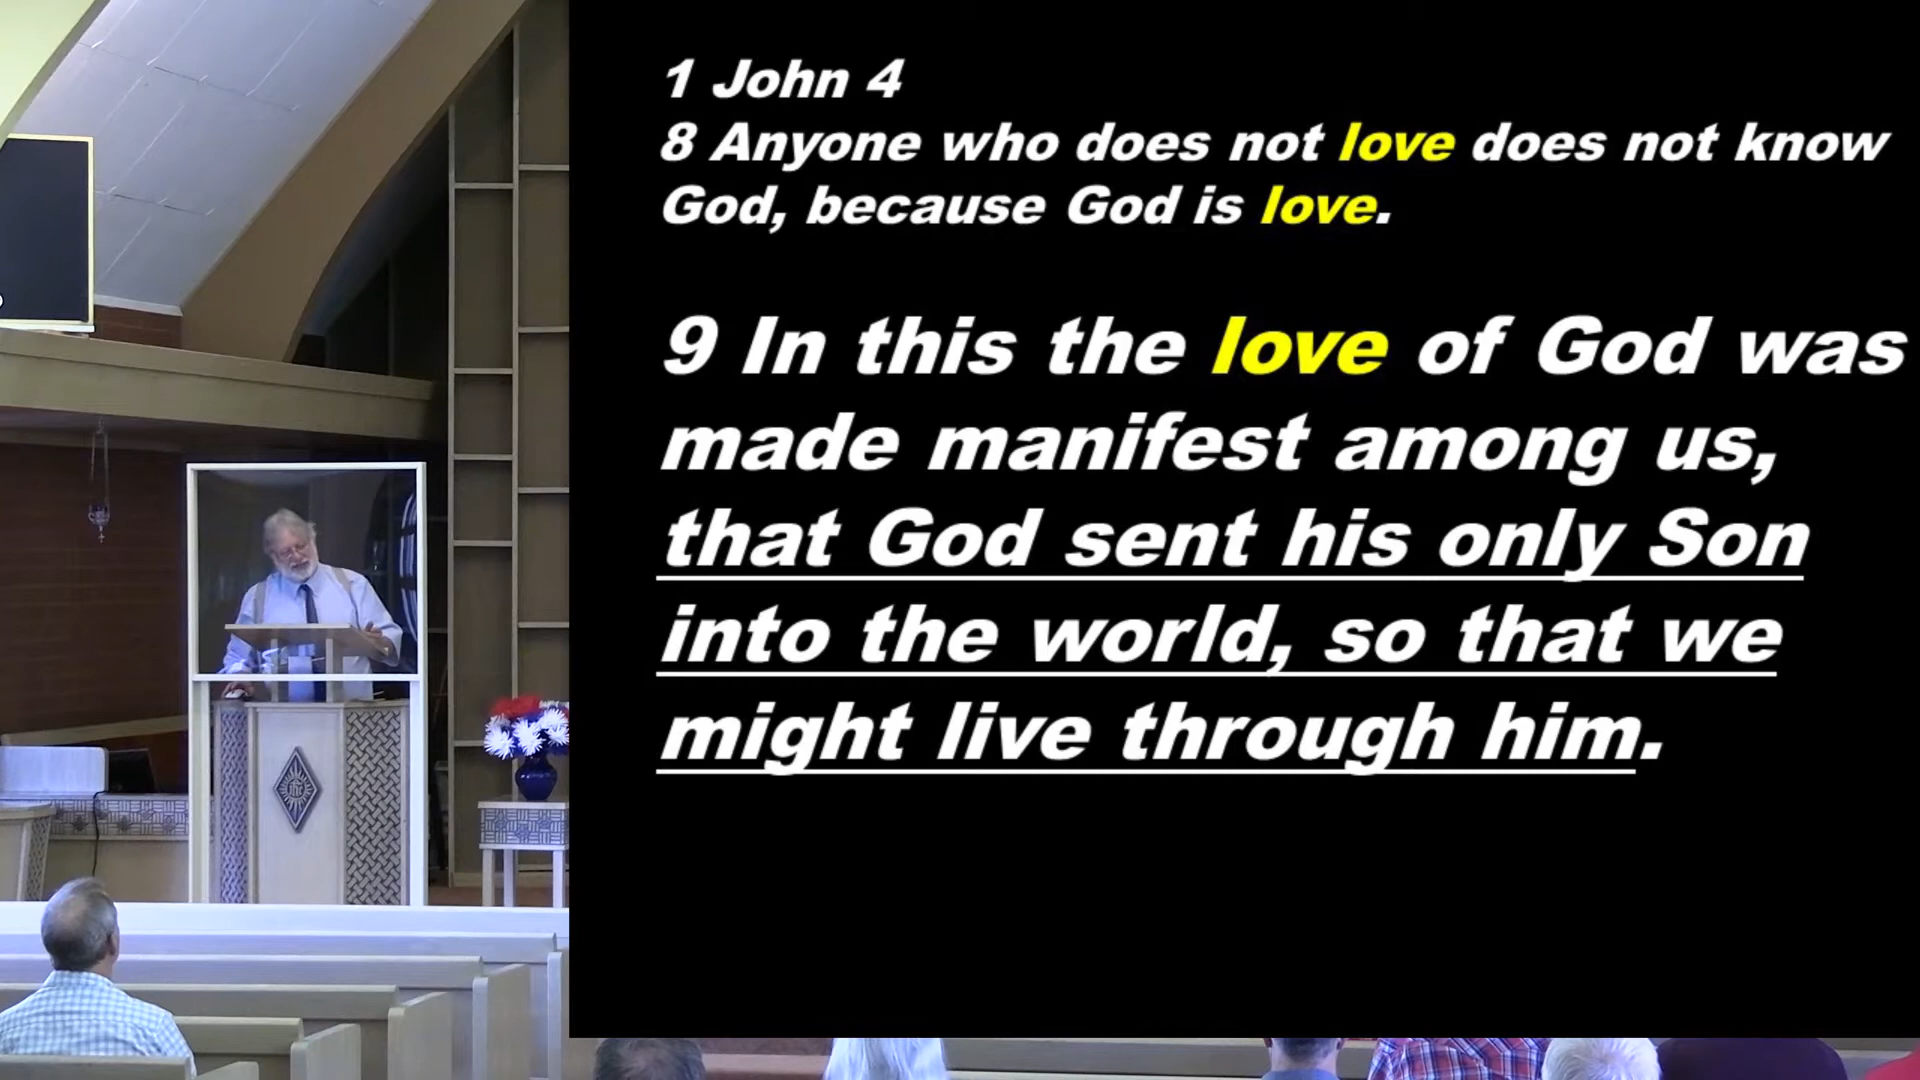 1 John 4
8 Anyone who does not love does not know
God, because God is love.
9 In this the love of God was
made manifest among us,
that God sent his only Son
into the world, so that we
might live through him.